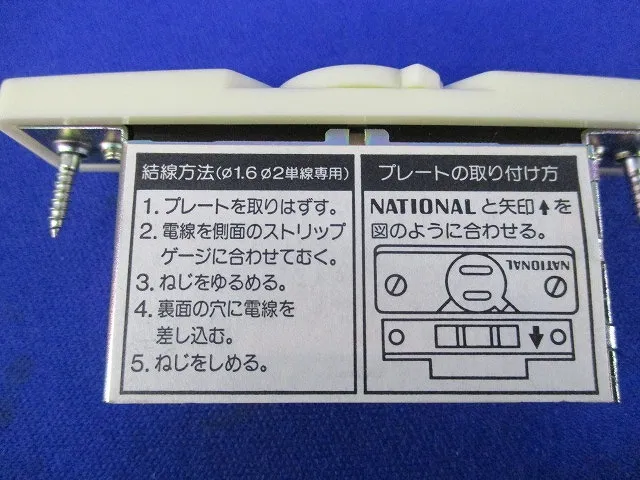 結線方法(ø1.6 ø2単線専用)
1. プレートを取りはずす。
2. 電線を側面のストリップ
ゲージに合わせてむく。
3. ねじをゆるめる。
4. 裏面の穴に電線を
差し込む。
5. ねじをしめる。
プレートの取り付け方
NATIONALと矢印⬆を
図のように合わせる。
NATIONAL